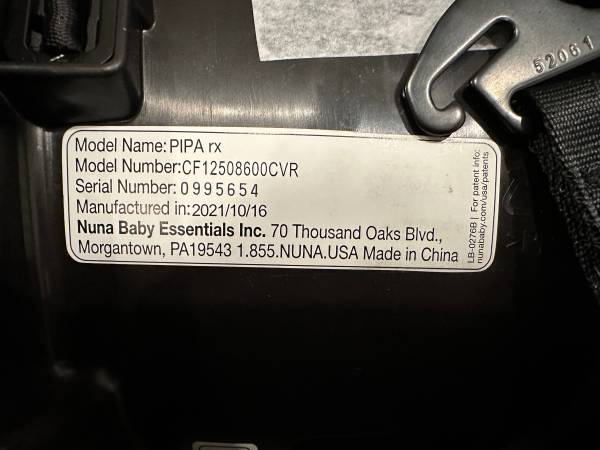 52061
Model Name:PIPA rx
Model Number:CF12508600CVR
Serial Number:0995654
Manufactured in:2021/10/16
Nuna Baby Essentials Inc. 70 Thousand Oaks Blvd.,
Morgantown, PA19543 1.855.NUNA.USA Made in China
LB-0276B | For patent info:
nunababy.com/usa/patents